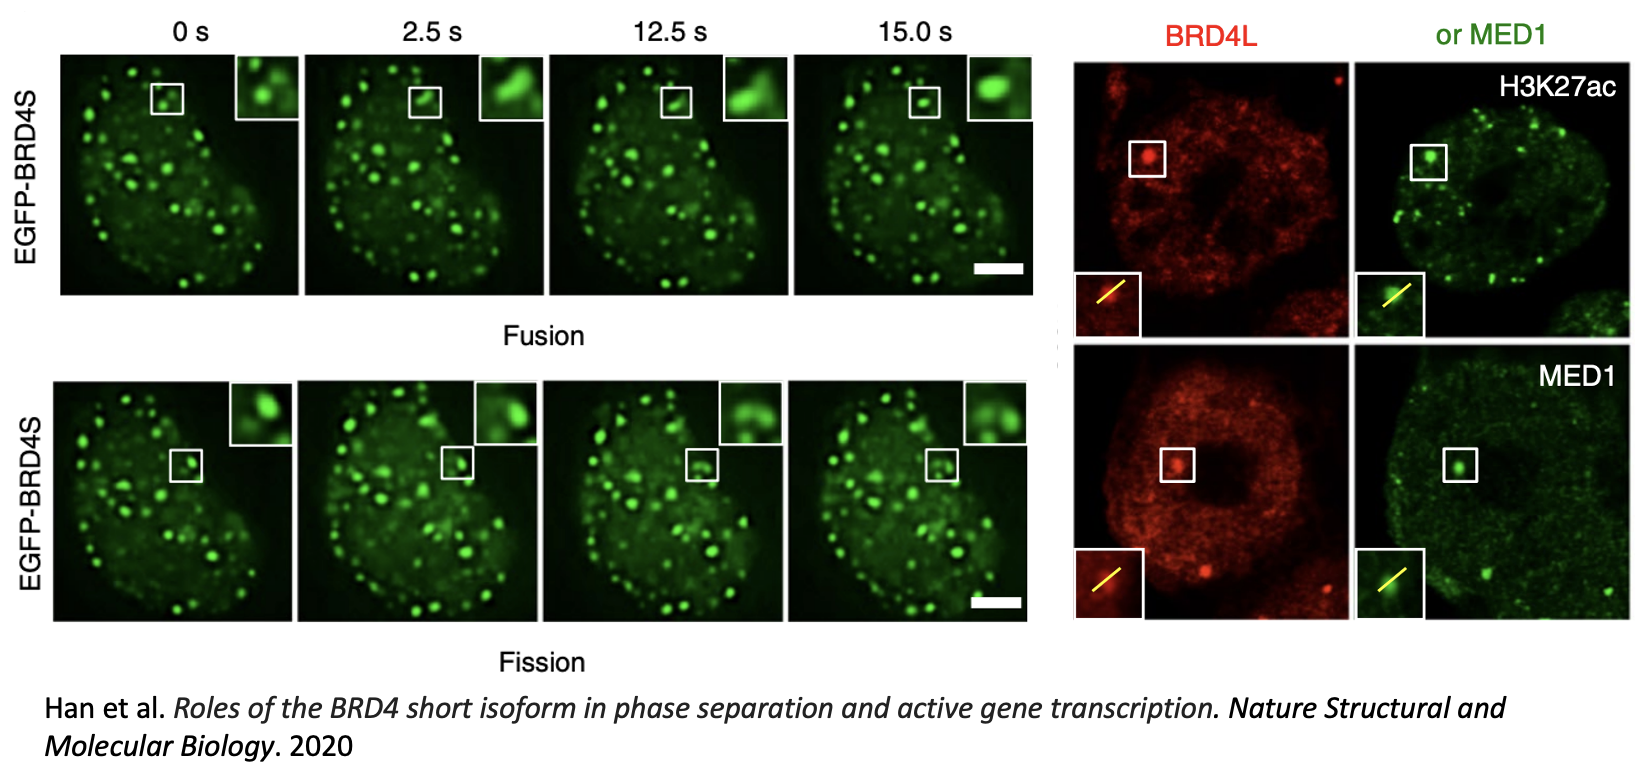 0 s 2.5 s 12.5 s 15.0 s
EGFP-BRD4S
Fusion
EGFP-BRD4S
Fission
BRD4L or MED1
H3K27ac
MED1
Han et al. Roles of the BRD4 short isoform in phase separation and active gene transcription. Nature Structural and
Molecular Biology. 2020